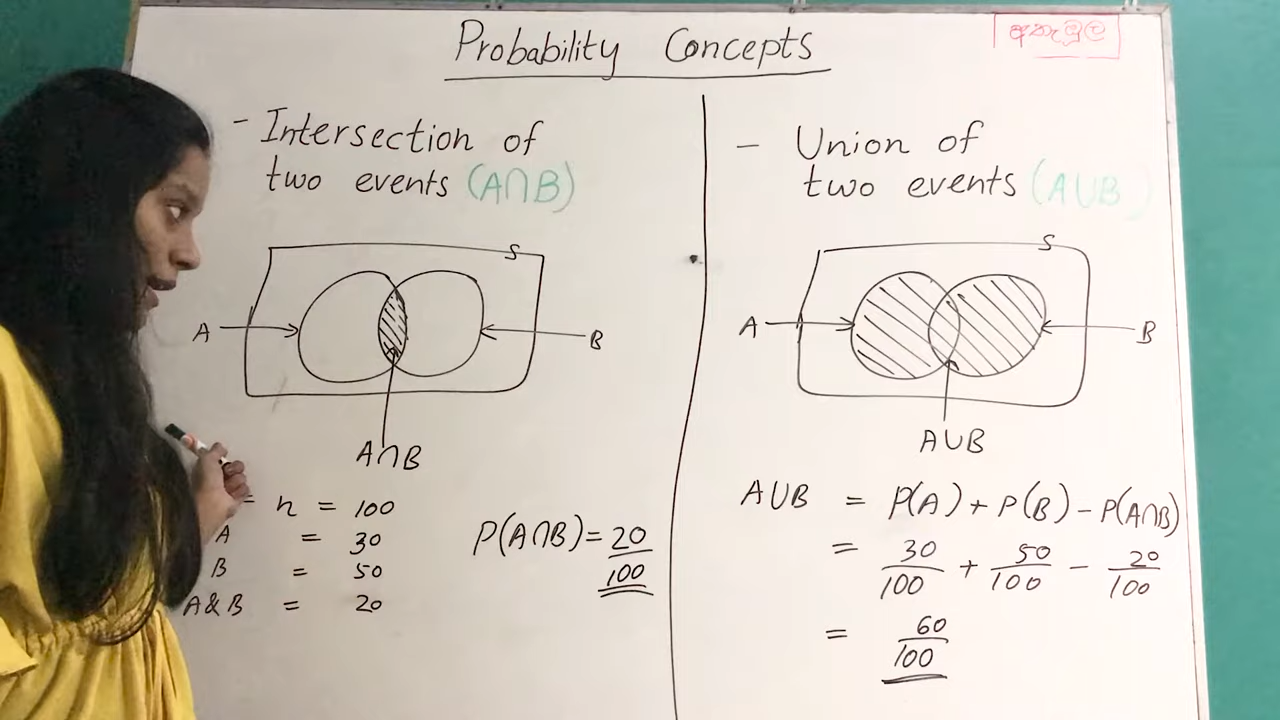 Probability Concepts
අකැමුල
- Intersection of
two events (A∩B)
S
A
B
A∩B
= n = 100
A = 30
B = 50
A&B = 20
P(A∩B) = 20/100
- Union of
two events (A∪B)
S
A
B
A∪B
A∪B = P(A) + P(B) - P(A∩B)
= 30/100 + 50/100 - 20/100
= 60/100